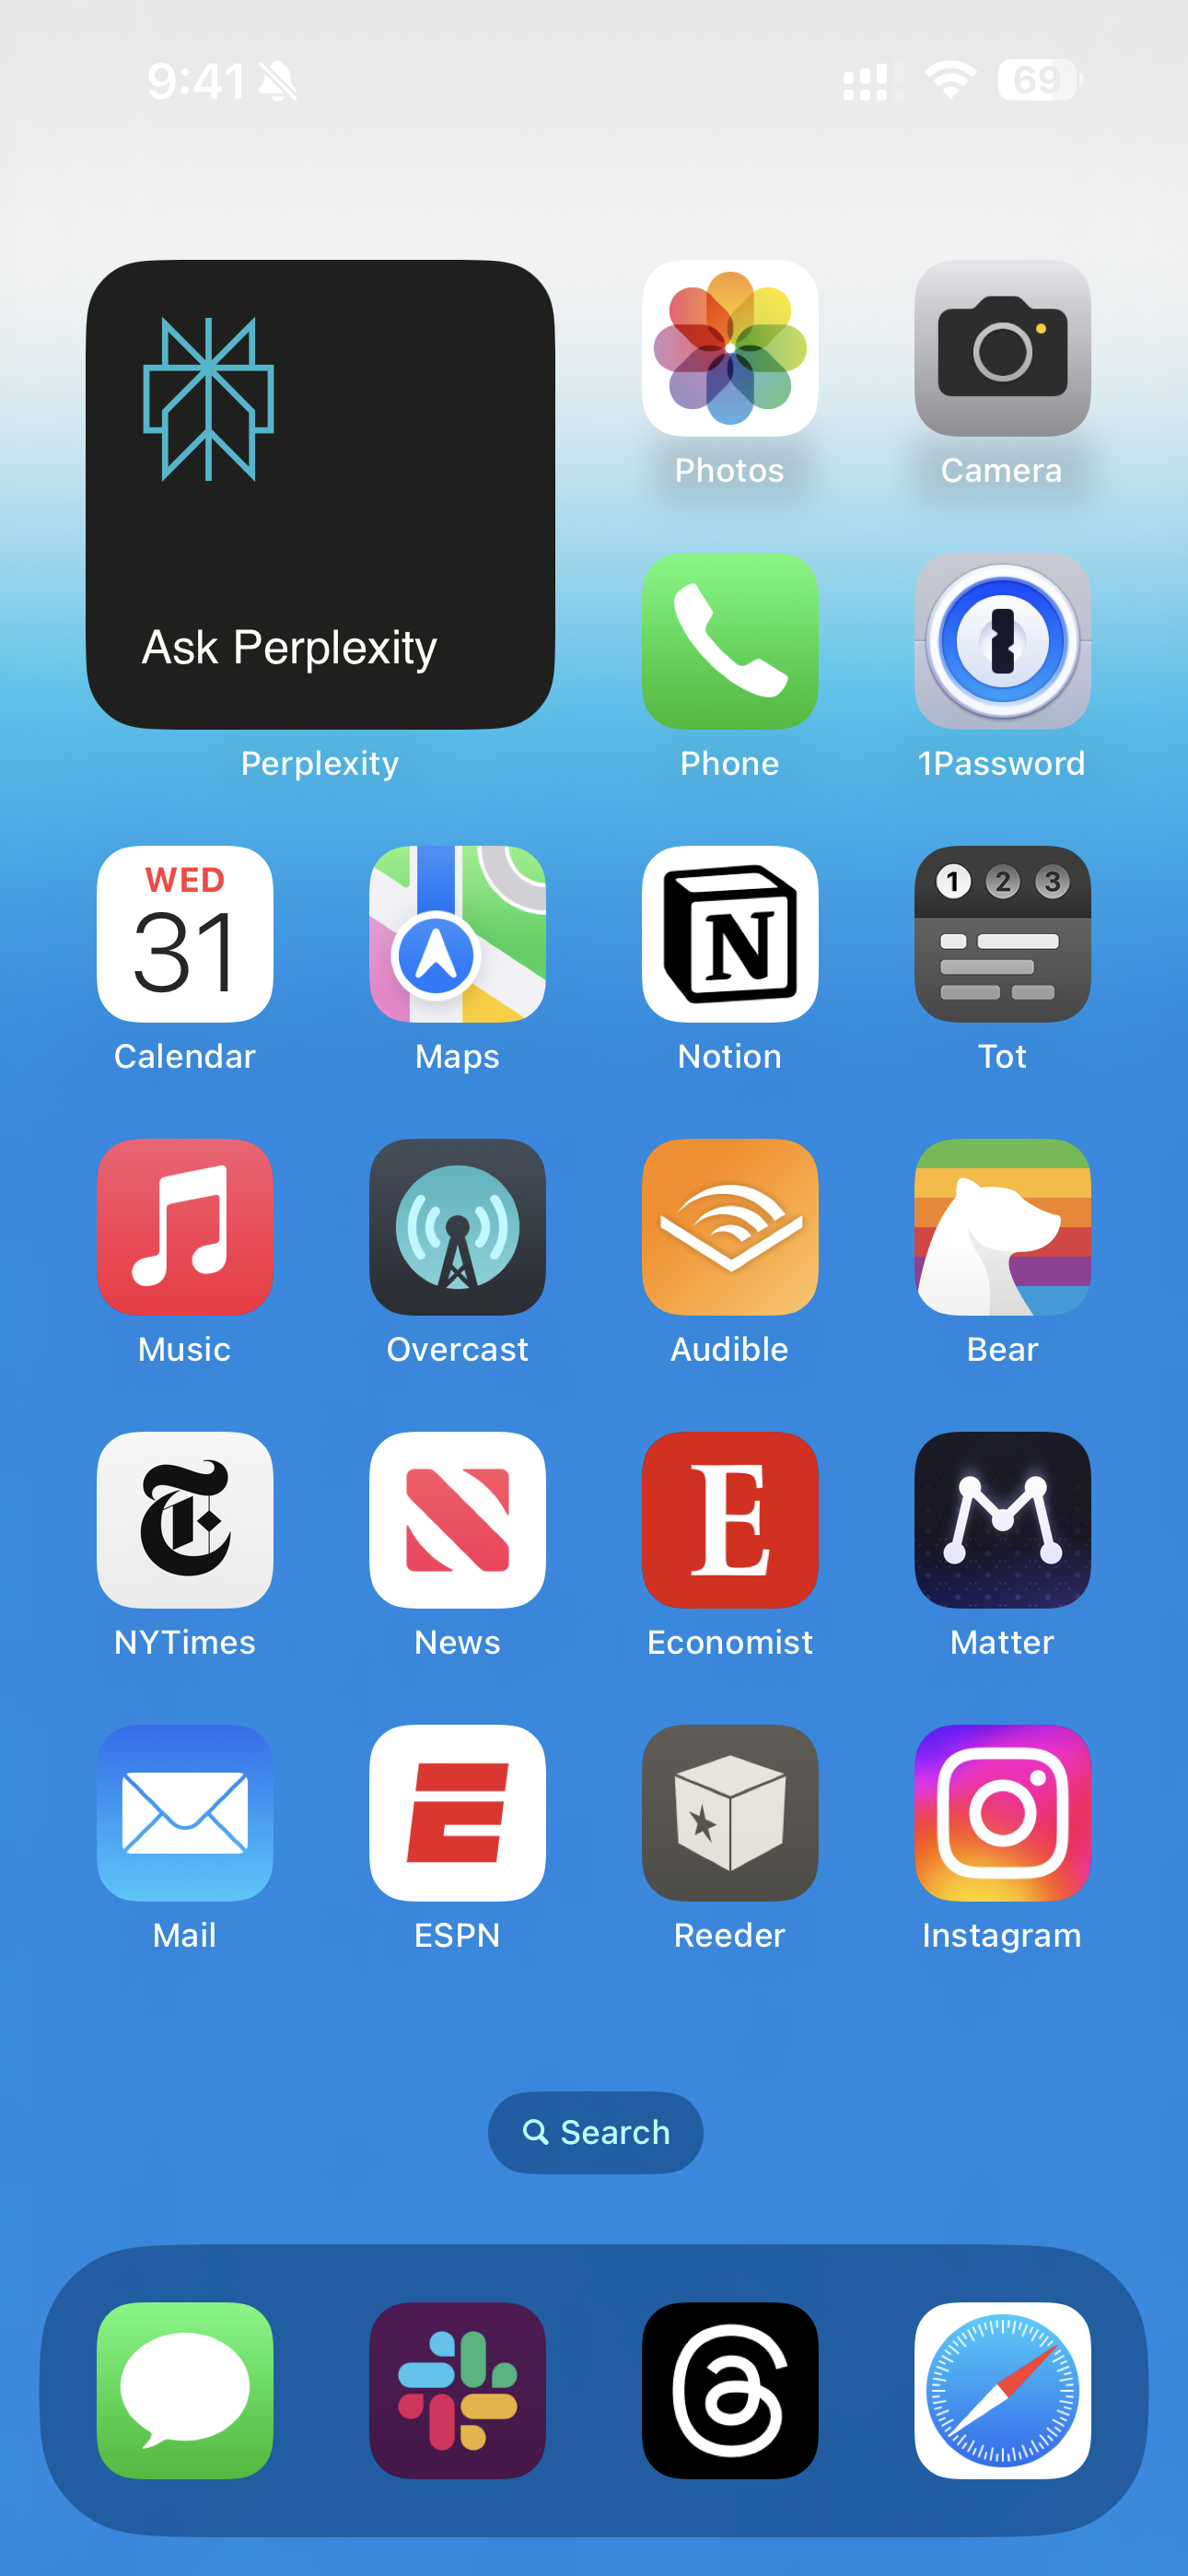 9:41
69
Ask Perplexity
Perplexity
Photos
Camera
Phone
1Password
WED
31
Calendar
Maps
N
Notion
1 2 3
Tot
Music
Overcast
Audible
Bear
T
NYTimes
News
E
Economist
Matter
Mail
E
ESPN
Reeder
Instagram
Search